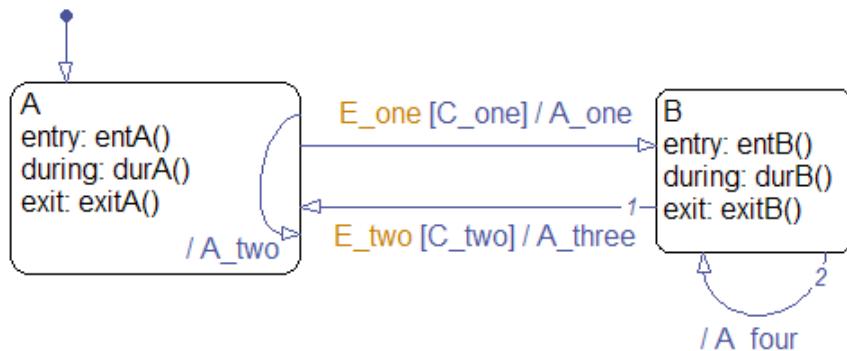 A
entry: entA()
during: durA()
exit: exitA()
/ A_two
E_one [C_one] / A_one
1
E_two [C_two] / A_three
B
entry: entB()
during: durB()
exit: exitB()
2
/ A_four